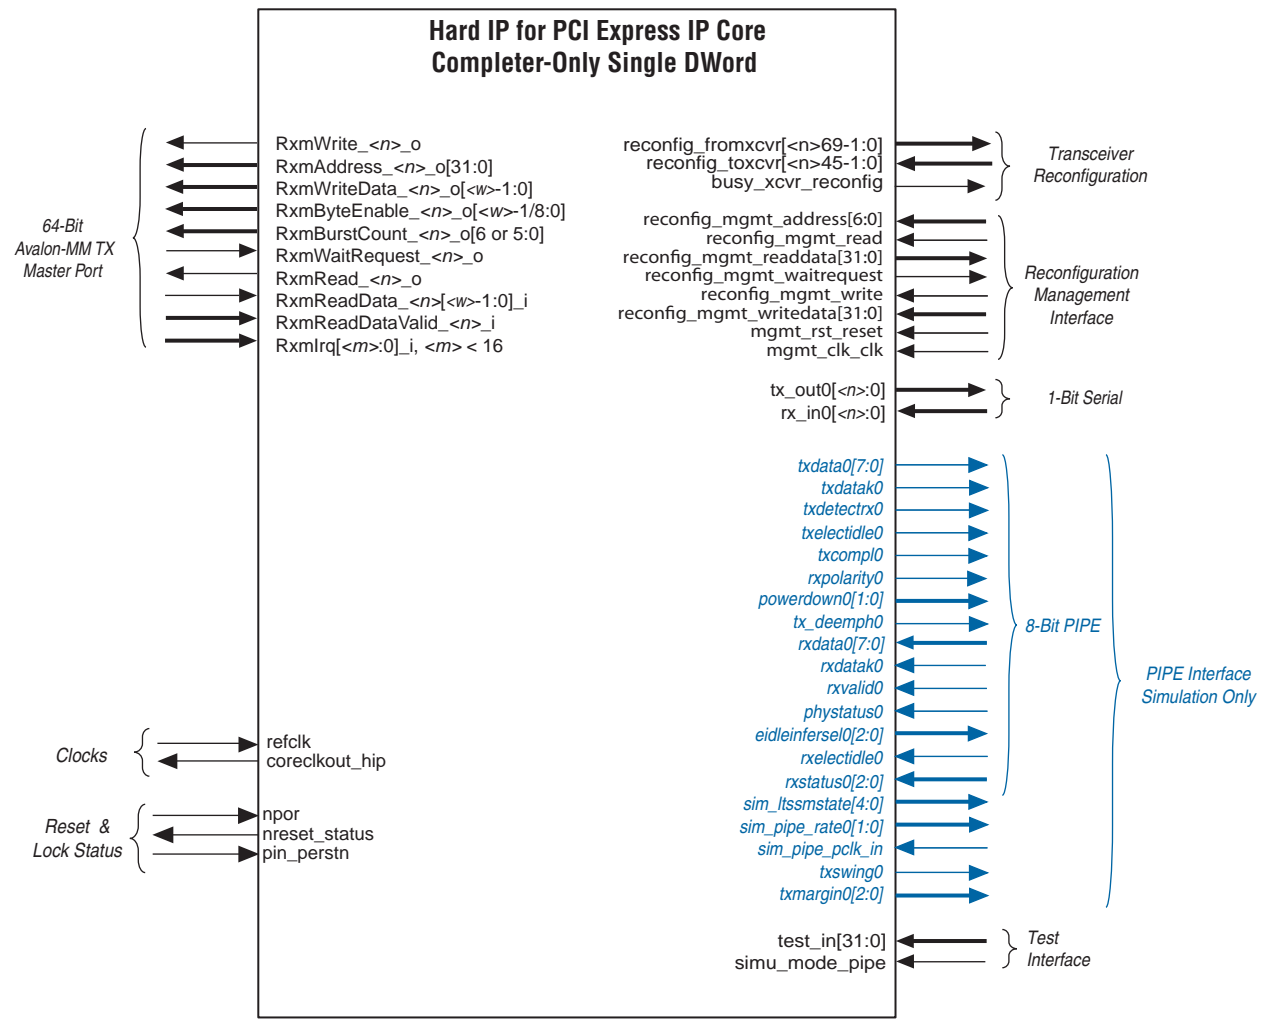 Hard IP for PCI Express IP Core
Completer-Only Single DWord
64-Bit
Avalon-MM TX
Master Port
RxmWrite_<n>_o
RxmAddress_<n>_o[31:0]
RxmWriteData_<n>_o[<w>-1:0]
RxmByteEnable_<n>_o[<w>-1/8:0]
RxmBurstCount_<n>_o[6 or 5:0]
RxmWaitRequest_<n>_o
RxmRead_<n>_o
RxmReadData_<n>[<w>-1:0]_i
RxmReadDataValid_<n>_i
RxmIrq[<m>:0]_i, <m> < 16
Clocks
refclk
coreclkout_hip
Reset &
Lock Status
npor
nreset_status
pin_perstn
reconfig_fromxcvr[<n>69-1:0]
reconfig_toxcvr[<n>45-1:0]
busy_xcvr_reconfig
Transceiver
Reconfiguration
reconfig_mgmt_address[6:0]
reconfig_mgmt_read
reconfig_mgmt_readdata[31:0]
reconfig_mgmt_waitrequest
reconfig_mgmt_write
reconfig_mgmt_writedata[31:0]
mgmt_rst_reset
mgmt_clk_clk
Reconfiguration
Management
Interface
tx_out0[<n>:0]
rx_in0[<n>:0]
1-Bit Serial
txdata0[7:0]
txdatak0
txdetectrx0
txelectidle0
txcompl0
rxpolarity0
powerdown0[1:0]
tx_deemph0
rxdata0[7:0]
rxdatak0
rxvalid0
phystatus0
eidleinfersel0[2:0]
rxelectidle0
rxstatus0[2:0]
sim_ltssmstate[4:0]
sim_pipe_rate0[1:0]
sim_pipe_pclk_in
txswing0
txmargin0[2:0]
8-Bit PIPE
PIPE Interface
Simulation Only
test_in[31:0]
simu_mode_pipe
Test
Interface